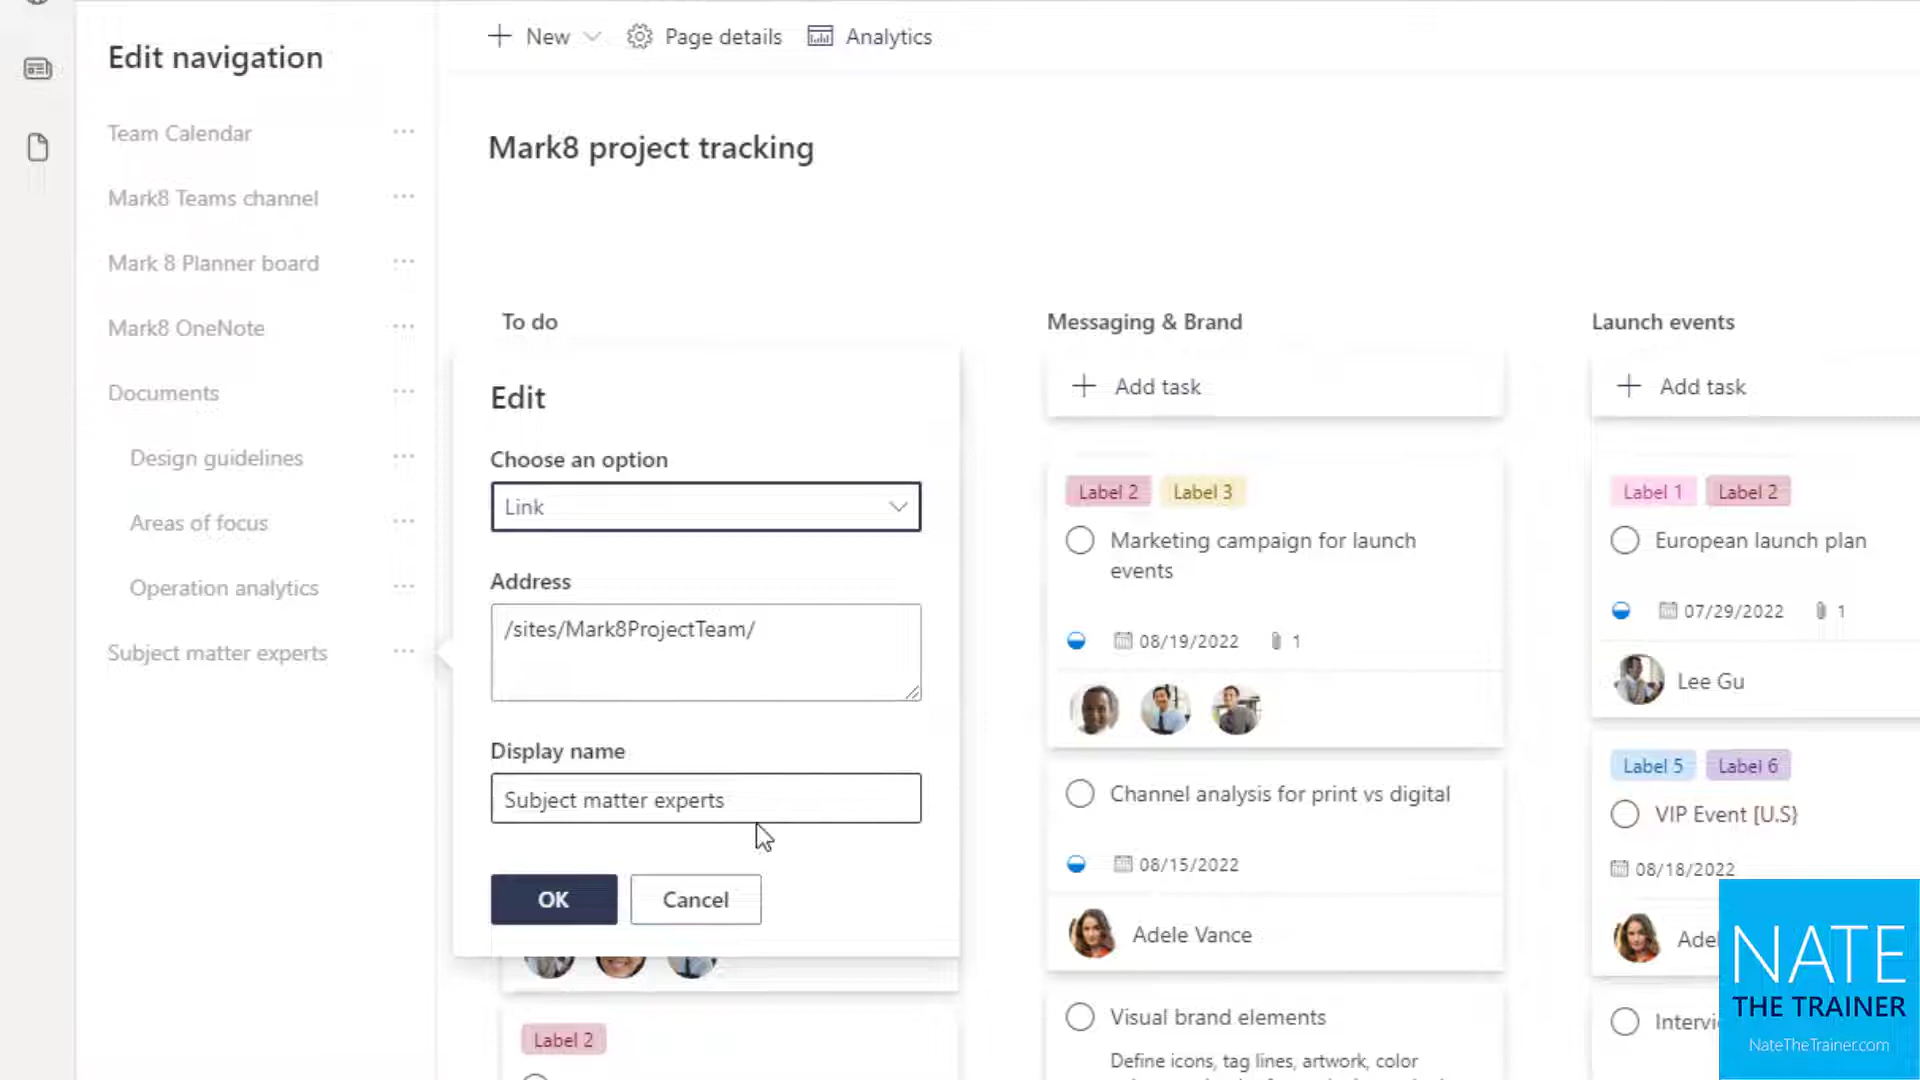 Edit navigation
Team Calendar
Mark8 Teams channel
Mark 8 Planner board
Mark8 OneNote
Documents
Design guidelines
Areas of focus
Operation analytics
Subject matter experts
New
Page details
Analytics
Mark8 project tracking
To do
Edit
Choose an option
Link
Address
/sites/Mark8ProjectTeam/
Display name
Subject matter experts
OK
Cancel
Label 2
Messaging & Brand
Add task
Label 2 Label 3
Marketing campaign for launch
events
08/19/2022 1
Channel analysis for print vs digital
08/15/2022
Adele Vance
Visual brand elements
Define icons, tag lines, artwork, color
Launch events
Add task
Label 1 Label 2
European launch plan
07/29/2022 1
Lee Gu
Label 5 Label 6
VIP Event [U.S}
08/18/2022
NATE
THE TRAINER
NateTheTrainer.com